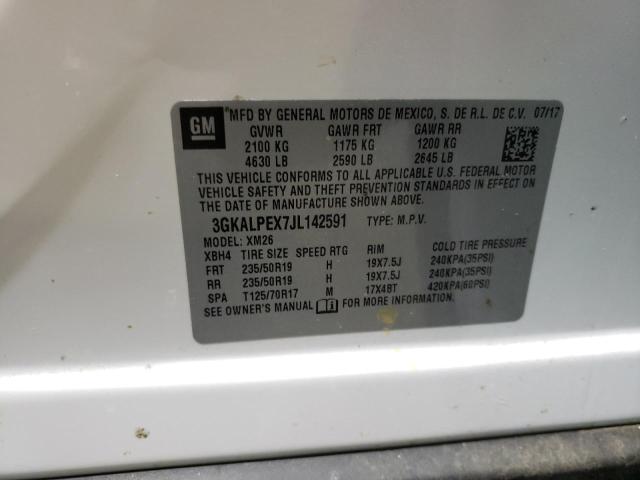 GM
MFD BY GENERAL MOTORS DE MEXICO, S. DE R.L. DE C.V. 07/17
GVWR GAWR FRT GAWR RR
2100 KG 1175 KG 1200 KG
4630 LB 2590 LB 2645 LB
THIS VEHICLE CONFORMS TO ALL APPLICABLE U.S. FEDERAL MOTOR
VEHICLE SAFETY AND THEFT PREVENTION STANDARDS IN EFFECT ON
THE DATE OF MANUFACTURE SHOWN ABOVE.
3GKALPEX7JL142591 TYPE: M.P.V.
MODEL: XM26
XBH4 TIRE SIZE SPEED RTG RIM COLD TIRE PRESSURE
FRT 235/50R19 H 19X7.5J 240KPA(35PSI)
RR 235/50R19 H 19X7.5J 240KPA(35PSI)
SPA T125/70R17 M 17X4BT 420KPA(60PSI)
SEE OWNER'S MANUAL FOR MORE INFORMATION